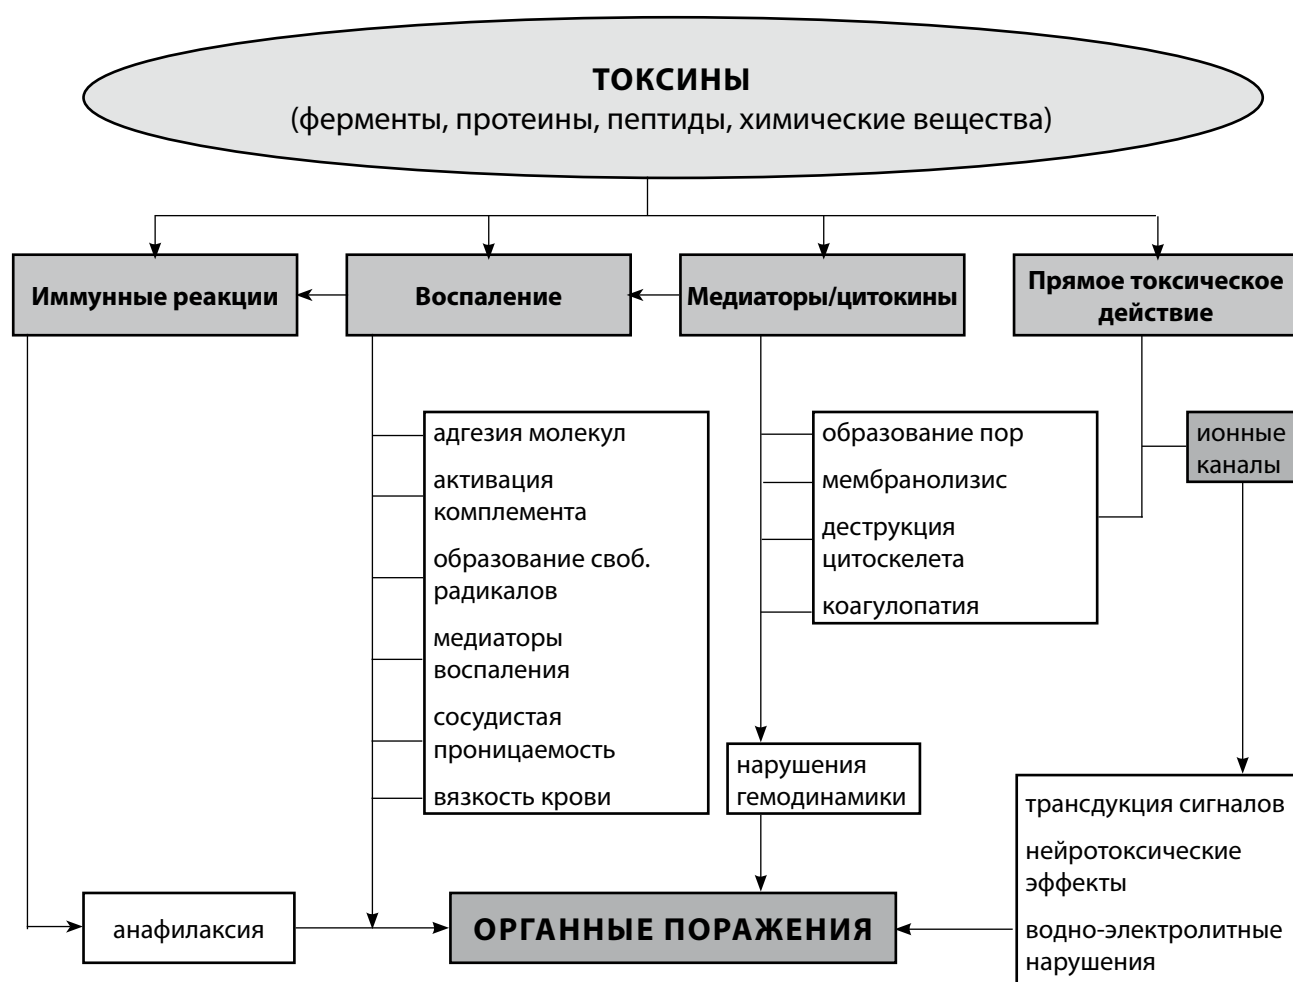 ТОКСИНЫ
(ферменты, протеины, пептиды, химические вещества)
Иммунные реакции
Воспаление
Медиаторы/цитокины
Прямое токсическое
действие
адгезия молекул
активация
комплемента
образование своб.
радикалов
медиаторы
воспаления
сосудистая
проницаемость
вязкость крови
образование пор
мембранолизис
деструкция
цитоскелета
коагулопатия
ионные
каналы
нарушения
гемодинамики
трансдукция сигналов
нейротоксические
эффекты
водно-электролитные
нарушения
анафилаксия
ОРГАННЫЕ ПОРАЖЕНИЯ